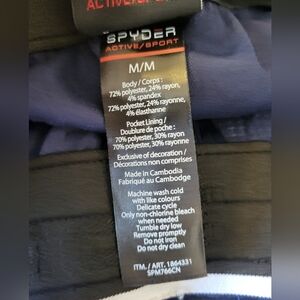 ACTIVE/SP
SPYDER
ACTIVE/SPORT
M/M
Body / Corps :
72% polyester, 24% rayon,
4% spandex
72% polyester, 24% rayonne,
4% élasthanne
Pocket Lining /
Doublure de poche :
70% polyester, 30% rayon
70% polyester, 30% rayonne
Exclusive of decoration /
Décorations non comprises
Made in Cambodia
Fabriqué au Cambodge
Machine wash cold
with like colours
Delicate cycle
Only non-chlorine bleach
when needed
Tumble dry low
Remove promptly
Do not iron
Do not dry clean
ITM. / ART. 1864331
SPM766CN